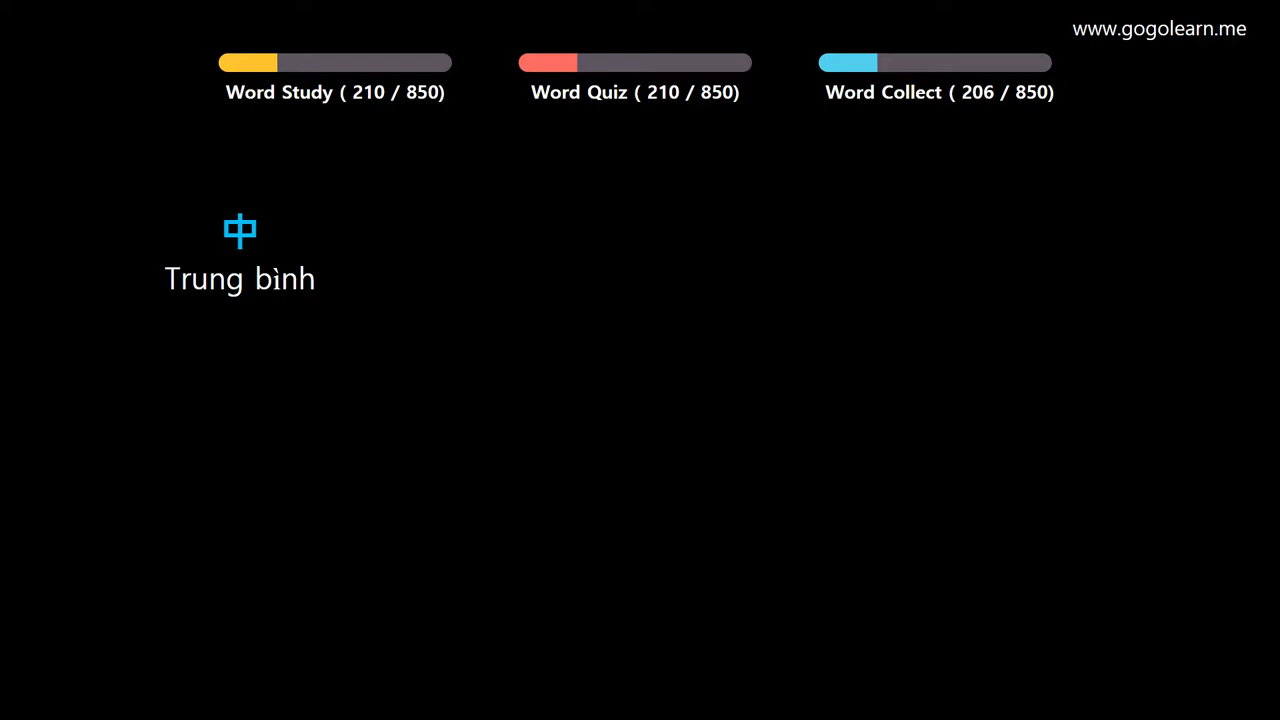 www.gogolearn.me
Word Study ( 210 / 850)
Word Quiz ( 210 / 850)
Word Collect ( 206 / 850)
中
Trung bình